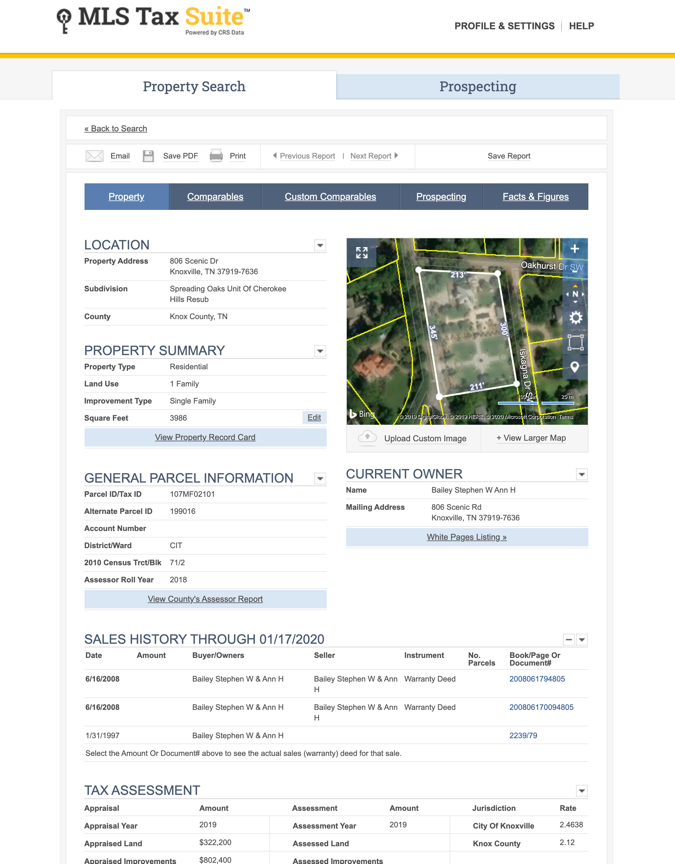 MLS Tax Suite™
Powered by CRS Data
PROFILE & SETTINGS | HELP
Property Search
Prospecting
« Back to Search
Email Save PDF Print
Previous Report | Next Report
Save Report
Property Comparables Custom Comparables Prospecting Facts & Figures
LOCATION
Property Address 806 Scenic Dr
Knoxville, TN 37919-7636
Subdivision Spreading Oaks Unit Of Cherokee
Hills Resub
County Knox County, TN
PROPERTY SUMMARY
Property Type Residential
Land Use 1 Family
Improvement Type Single Family
Square Feet 3986 Edit
View Property Record Card
Oakhurst Dr SW
213'
345'
300'
211'
Iskagna Dr S
N
25 m
Bing
© 2019 HERE, © 2020 Microsoft Corporation Terms
Upload Custom Image
+ View Larger Map
GENERAL PARCEL INFORMATION
Parcel ID/Tax ID 107MF02101
Alternate Parcel ID 199016
Account Number
District/Ward CIT
2010 Census Trct/Blk 71/2
Assessor Roll Year 2018
View County's Assessor Report
CURRENT OWNER
Name Bailey Stephen W Ann H
Mailing Address 806 Scenic Rd
Knoxville, TN 37919-7636
White Pages Listing »
SALES HISTORY THROUGH 01/17/2020
Date Amount Buyer/Owners Seller Instrument No. Parcels Book/Page Or Document#
6/16/2008 Bailey Stephen W & Ann H Bailey Stephen W & Ann H Warranty Deed 2008061794805
6/16/2008 Bailey Stephen W & Ann H Bailey Stephen W & Ann H Warranty Deed 200806170094805
1/31/1997 Bailey Stephen W & Ann H 2239/79
Select the Amount Or Document# above to see the actual sales (warranty) deed for that sale.
TAX ASSESSMENT
Appraisal Amount Assessment Amount Jurisdiction Rate
Appraisal Year 2019 Assessment Year 2019 City Of Knoxville 2.4638
Appraised Land $322,200 Assessed Land Knox County 2.12
Appraised Improvements $802,400 Assessed Improvements